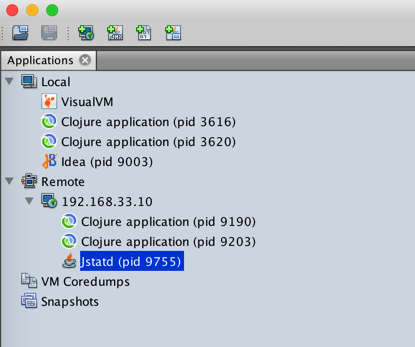 Applications
Local
VisualVM
Clojure application (pid 3616)
Clojure application (pid 3620)
Idea (pid 9003)
Remote
192.168.33.10
Clojure application (pid 9190)
Clojure application (pid 9203)
Jstatd (pid 9755)
VM Coredumps
Snapshots